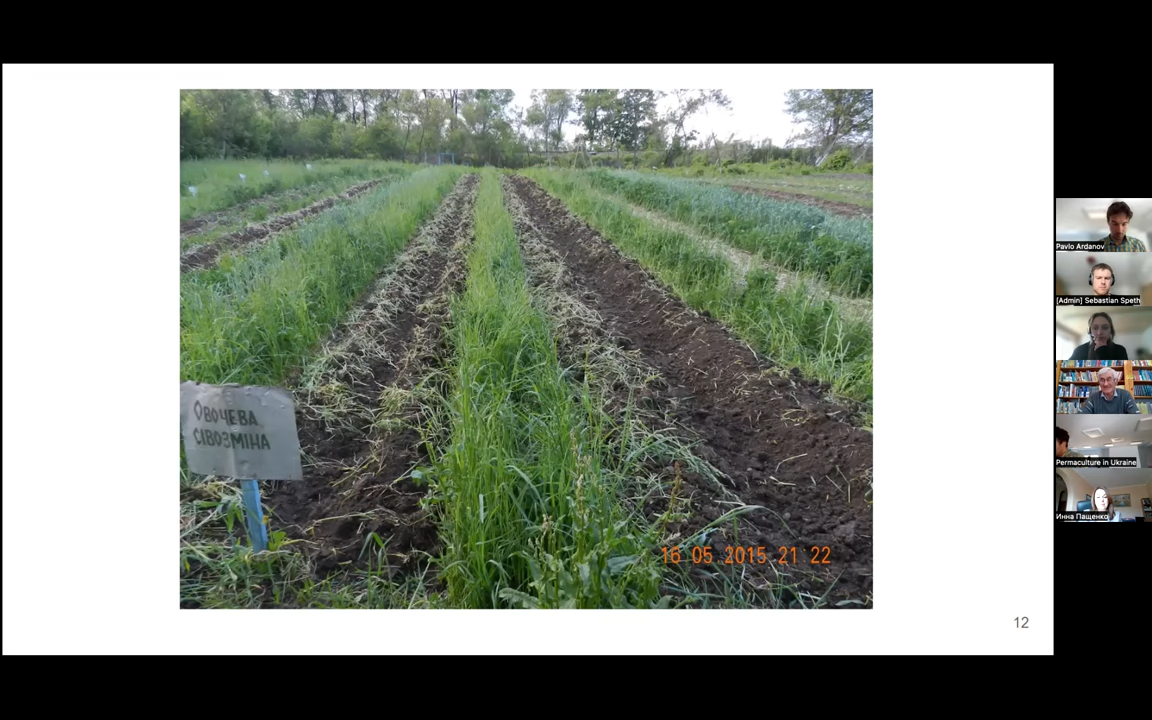 ОВОЧЕВА
СІВОЗМІНА
16 05 2015 21 22
12
Pavlo Ardanov
[Admin] Sebastian Speth
Permaculture in Ukraine
Инна Пащенко